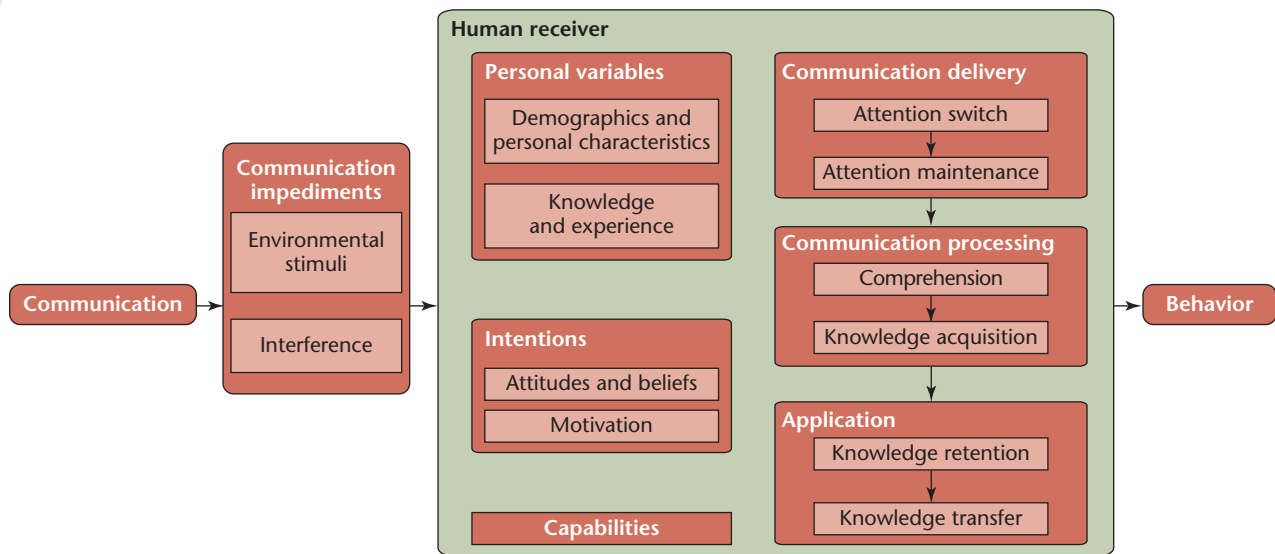 Communication
Communication
impediments
Environmental
stimuli
Interference
Human receiver
Personal variables
Demographics and
personal characteristics
Knowledge
and experience
Intentions
Attitudes and beliefs
Motivation
Capabilities
Communication delivery
Attention switch
Attention maintenance
Communication processing
Comprehension
Knowledge acquisition
Application
Knowledge retention
Knowledge transfer
Behavior